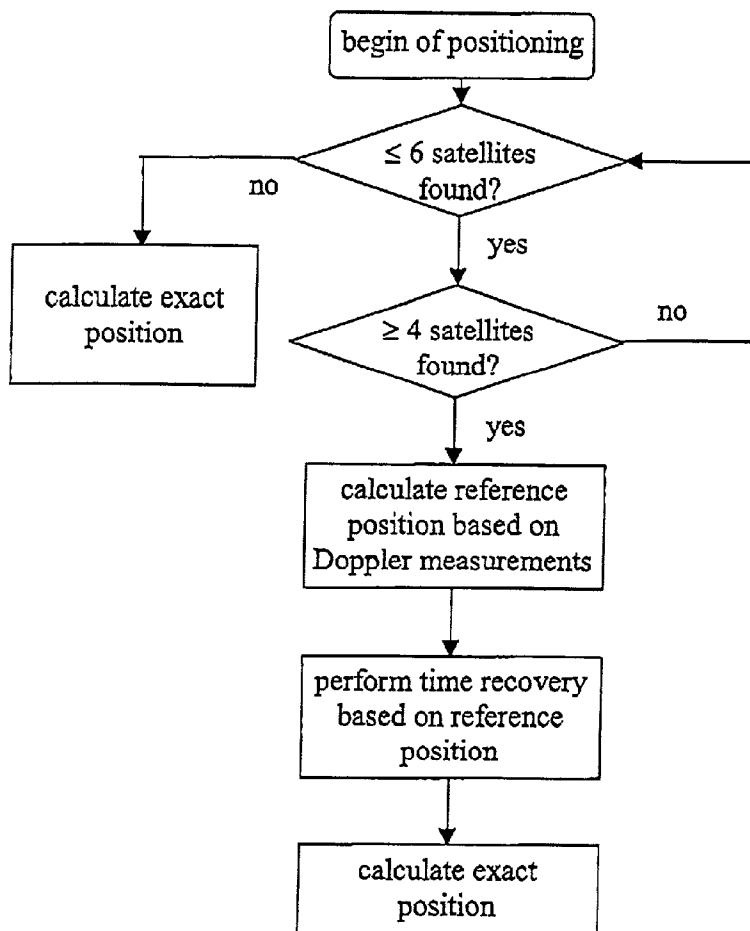 begin of positioning
≤ 6 satellites
found?
no
yes
calculate exact
position
≥ 4 satellites
found?
no
yes
calculate reference
position based on
Doppler measurements
perform time recovery
based on reference
position
calculate exact
position